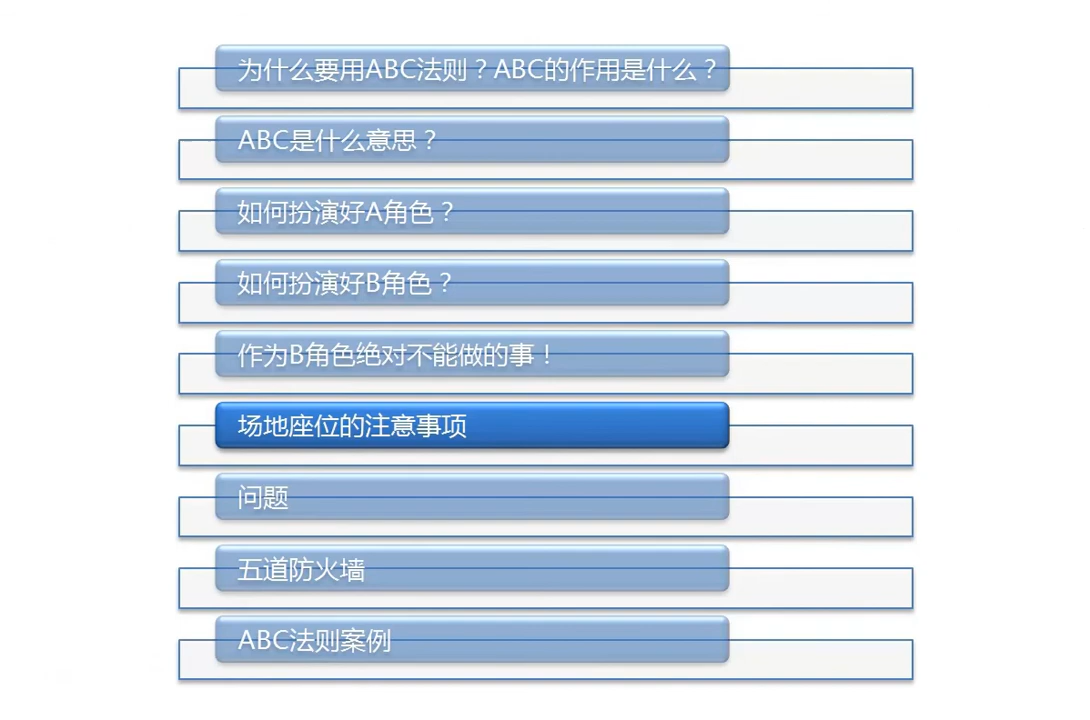 为什么要用ABC法则？ABC的作用是什么？
ABC是什么意思？
如何扮演好A角色？
如何扮演好B角色？
作为B角色绝对不能做的事！
场地座位的注意事项
问题
五道防火墙
ABC法则案例